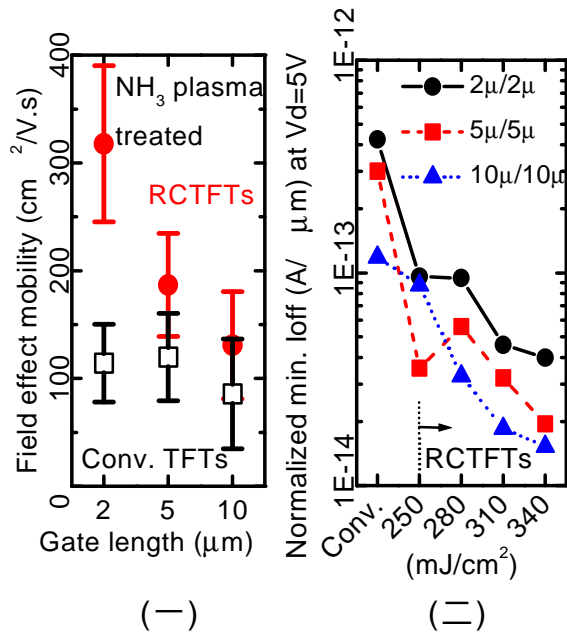 400
300
200
100
0
Field effect mobility (cm²/V.s)
NH₃ plasma
treated
RCTFTs
Conv. TFTs
2
5
10
Gate length (μm)
(一)
1E-12
1E-13
1E-14
Normalized min. Ioff (A/ μm) at Vd=5V
2μ/2μ
5μ/5μ
10μ/10μ
RCTFTs
Conv.
250
280
310
340
(mJ/cm²)
(二)